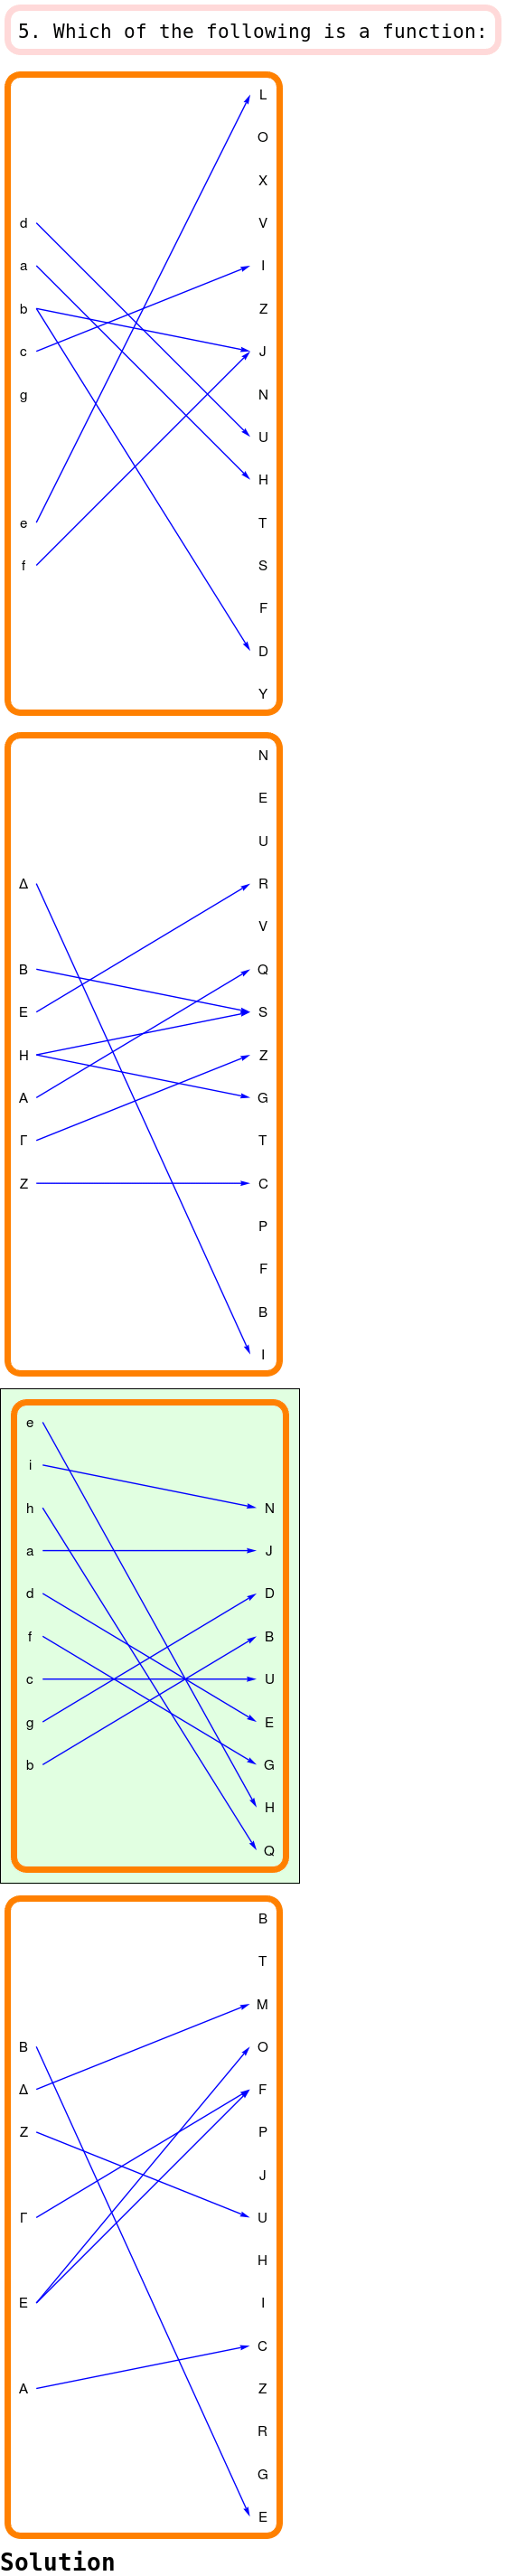 5. Which of the following is a function:
L
O
X
d V
a I
b Z
c J
g N
U
H
e T
f S
F
D
Y
N
E
U
Δ R
V
B Q
E S
H Z
A G
Γ T
Z C
P
F
B
I
e
i
h N
a J
d D
f B
c U
g E
b G
H
Q
B
T
M
B O
Δ F
Z P
J
Γ U
H
E I
C
A Z
R
G
E
Solution